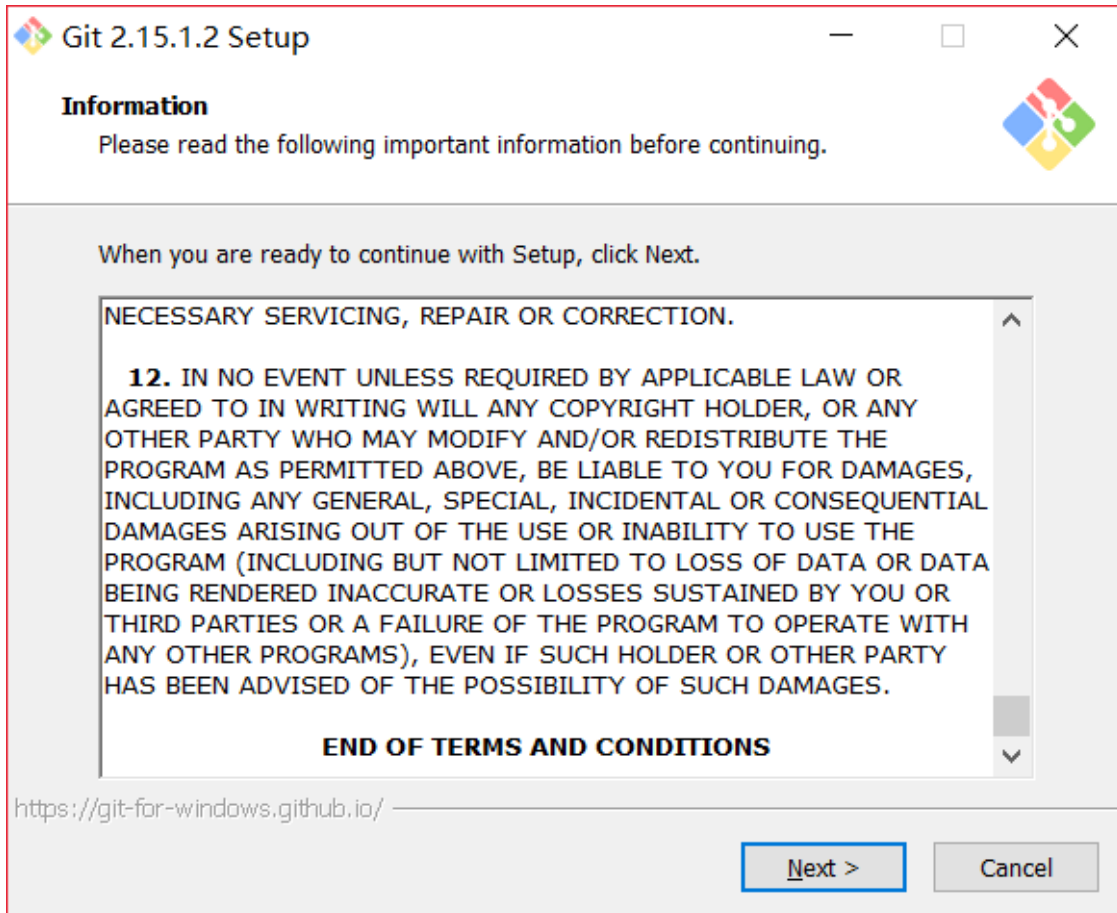 Git 2.15.1.2 Setup
Information
Please read the following important information before continuing.
When you are ready to continue with Setup, click Next.
NECESSARY SERVICING, REPAIR OR CORRECTION.
12. IN NO EVENT UNLESS REQUIRED BY APPLICABLE LAW OR
AGREED TO IN WRITING WILL ANY COPYRIGHT HOLDER, OR ANY
OTHER PARTY WHO MAY MODIFY AND/OR REDISTRIBUTE THE
PROGRAM AS PERMITTED ABOVE, BE LIABLE TO YOU FOR DAMAGES,
INCLUDING ANY GENERAL, SPECIAL, INCIDENTAL OR CONSEQUENTIAL
DAMAGES ARISING OUT OF THE USE OR INABILITY TO USE THE
PROGRAM (INCLUDING BUT NOT LIMITED TO LOSS OF DATA OR DATA
BEING RENDERED INACCURATE OR LOSSES SUSTAINED BY YOU OR
THIRD PARTIES OR A FAILURE OF THE PROGRAM TO OPERATE WITH
ANY OTHER PROGRAMS), EVEN IF SUCH HOLDER OR OTHER PARTY
HAS BEEN ADVISED OF THE POSSIBILITY OF SUCH DAMAGES.
END OF TERMS AND CONDITIONS
https://git-for-windows.github.io/
Next >
Cancel